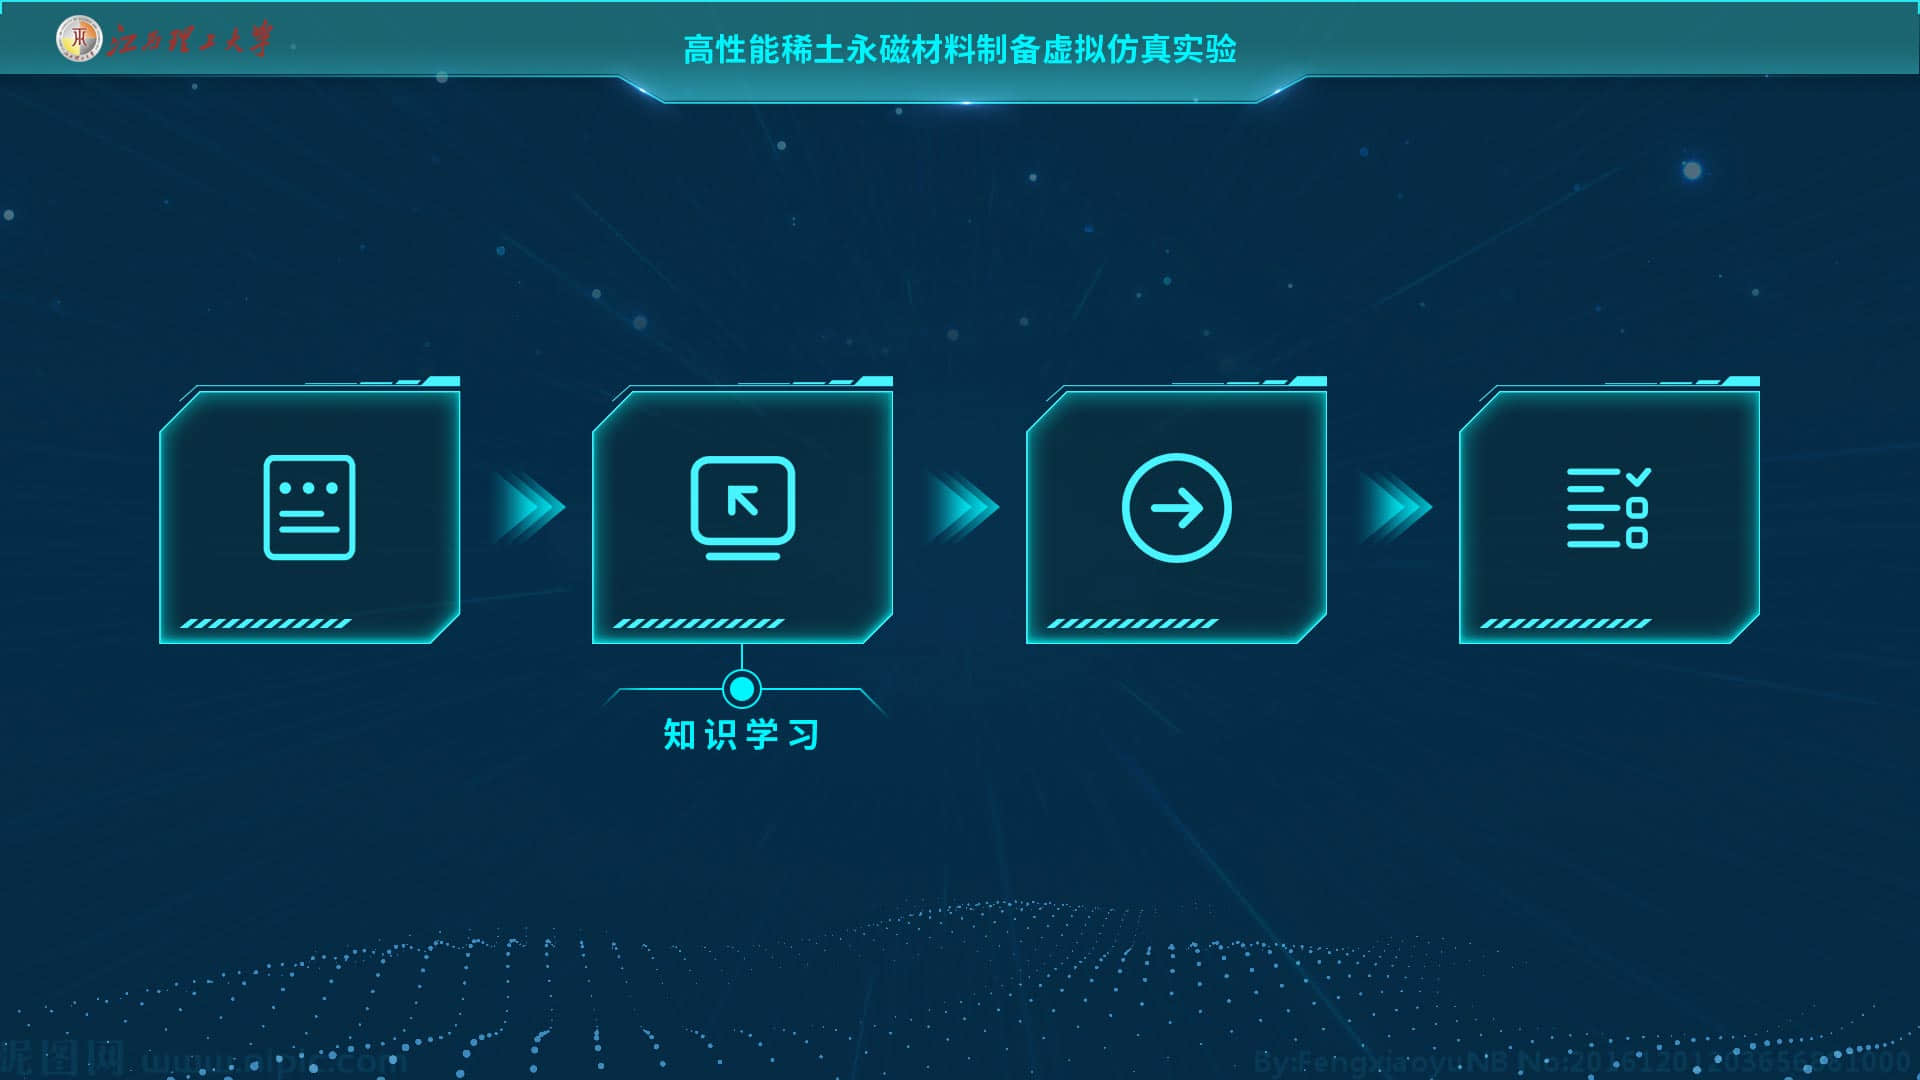 江西理工大学
高性能稀土永磁材料制备虚拟仿真实验
知识学习
昵图网 www.nipic.com
By:FengxiaoyuNB No:20161201203656881000